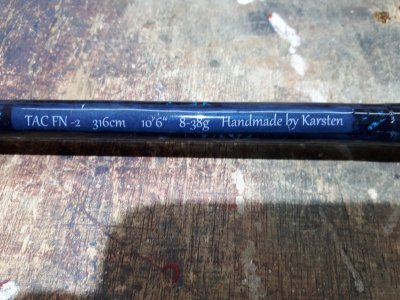 TAC FN -2 316cm 10´6“ 8-38g Handmade by Karsten